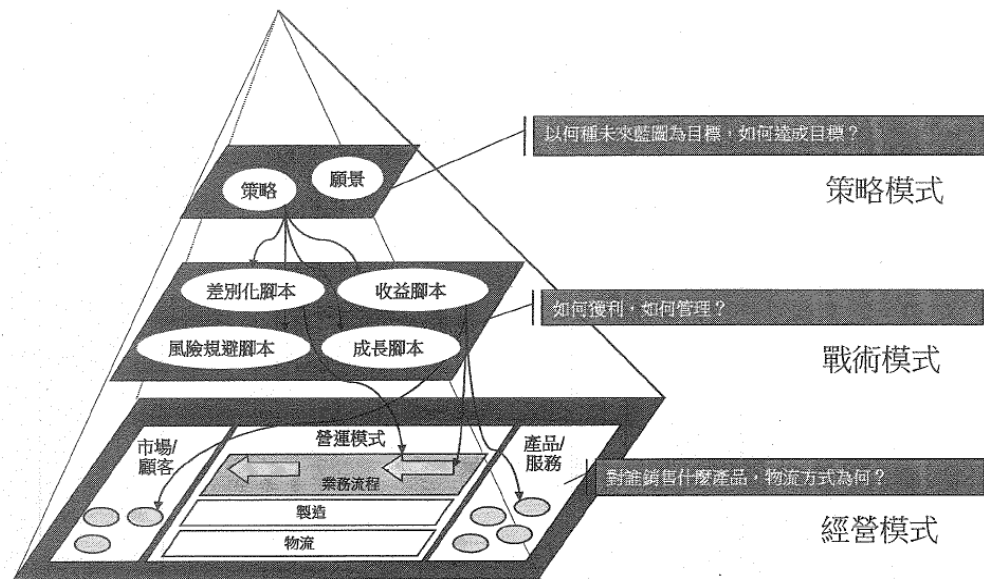 以何種未來藍圖為目標，如何達成目標？
策略模式
願景
策略
差別化腳本
收益腳本
如何獲利，如何管理？
風險規避腳本
成長腳本
戰術模式
市場/
顧客
營運模式
產品/
服務
業務流程
對誰銷售什麼產品，物流方式為何？
製造
物流
經營模式